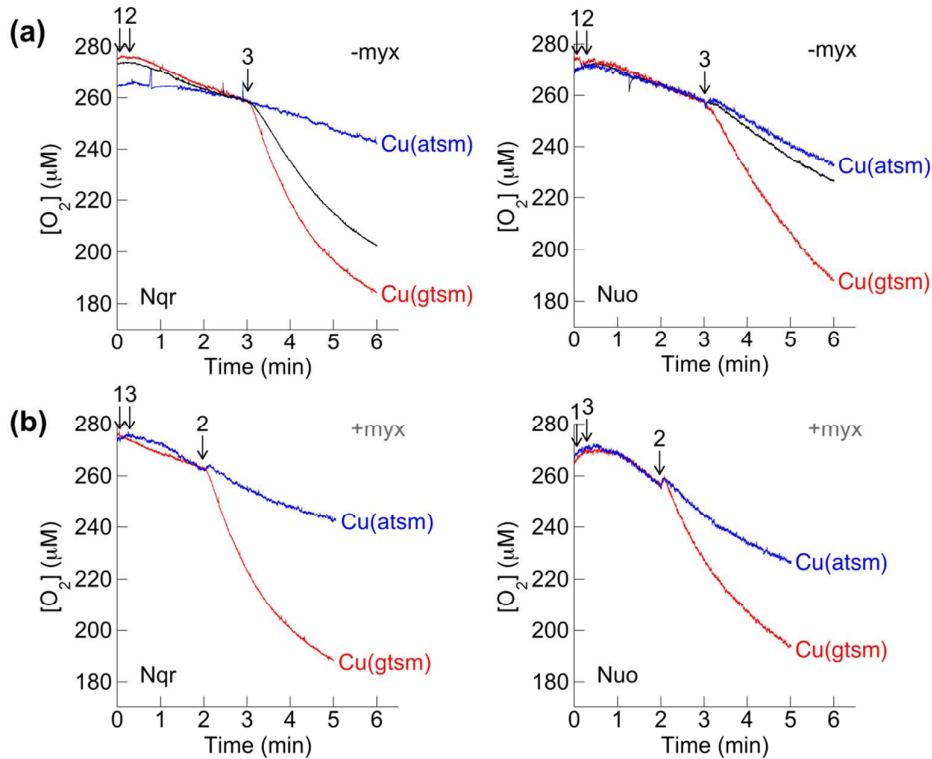 (a)
12
3
-myx
280
260
240
220
200
180
[O2] (μM)
Cu(atsm)
Cu(gtsm)
Nqr
0 1 2 3 4 5 6
Time (min)
12
3
-myx
280
260
240
220
200
180
[O2] (μM)
Cu(atsm)
Cu(gtsm)
Nuo
0 1 2 3 4 5 6
Time (min)
(b)
13
2
+myx
280
260
240
220
200
180
[O2] (μM)
Cu(atsm)
Cu(gtsm)
Nqr
0 1 2 3 4 5 6
Time (min)
13
2
+myx
280
260
240
220
200
180
[O2] (μM)
Cu(atsm)
Cu(gtsm)
Nuo
0 1 2 3 4 5 6
Time (min)